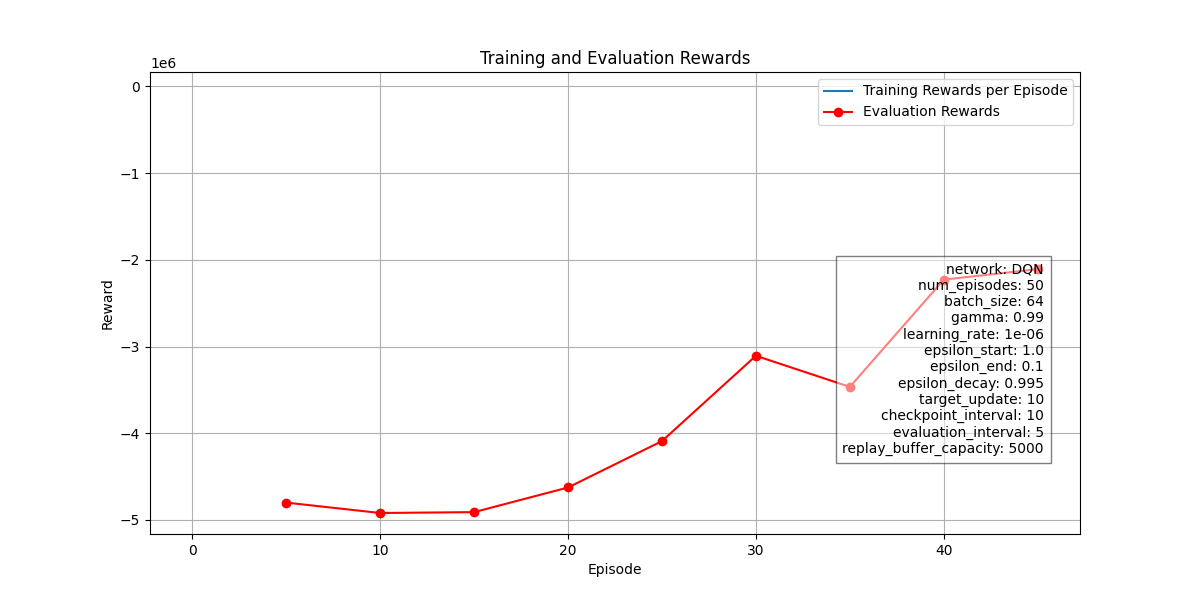 Training and Evaluation Rewards
1e6
Training Rewards per Episode
Evaluation Rewards
0
−1
−2
−3
−4
−5
Reward
network: DQN
num_episodes: 50
batch_size: 64
gamma: 0.99
learning_rate: 1e-06
epsilon_start: 1.0
epsilon_end: 0.1
epsilon_decay: 0.995
target_update: 10
checkpoint_interval: 10
evaluation_interval: 5
replay_buffer_capacity: 5000
0 10 20 30 40
Episode